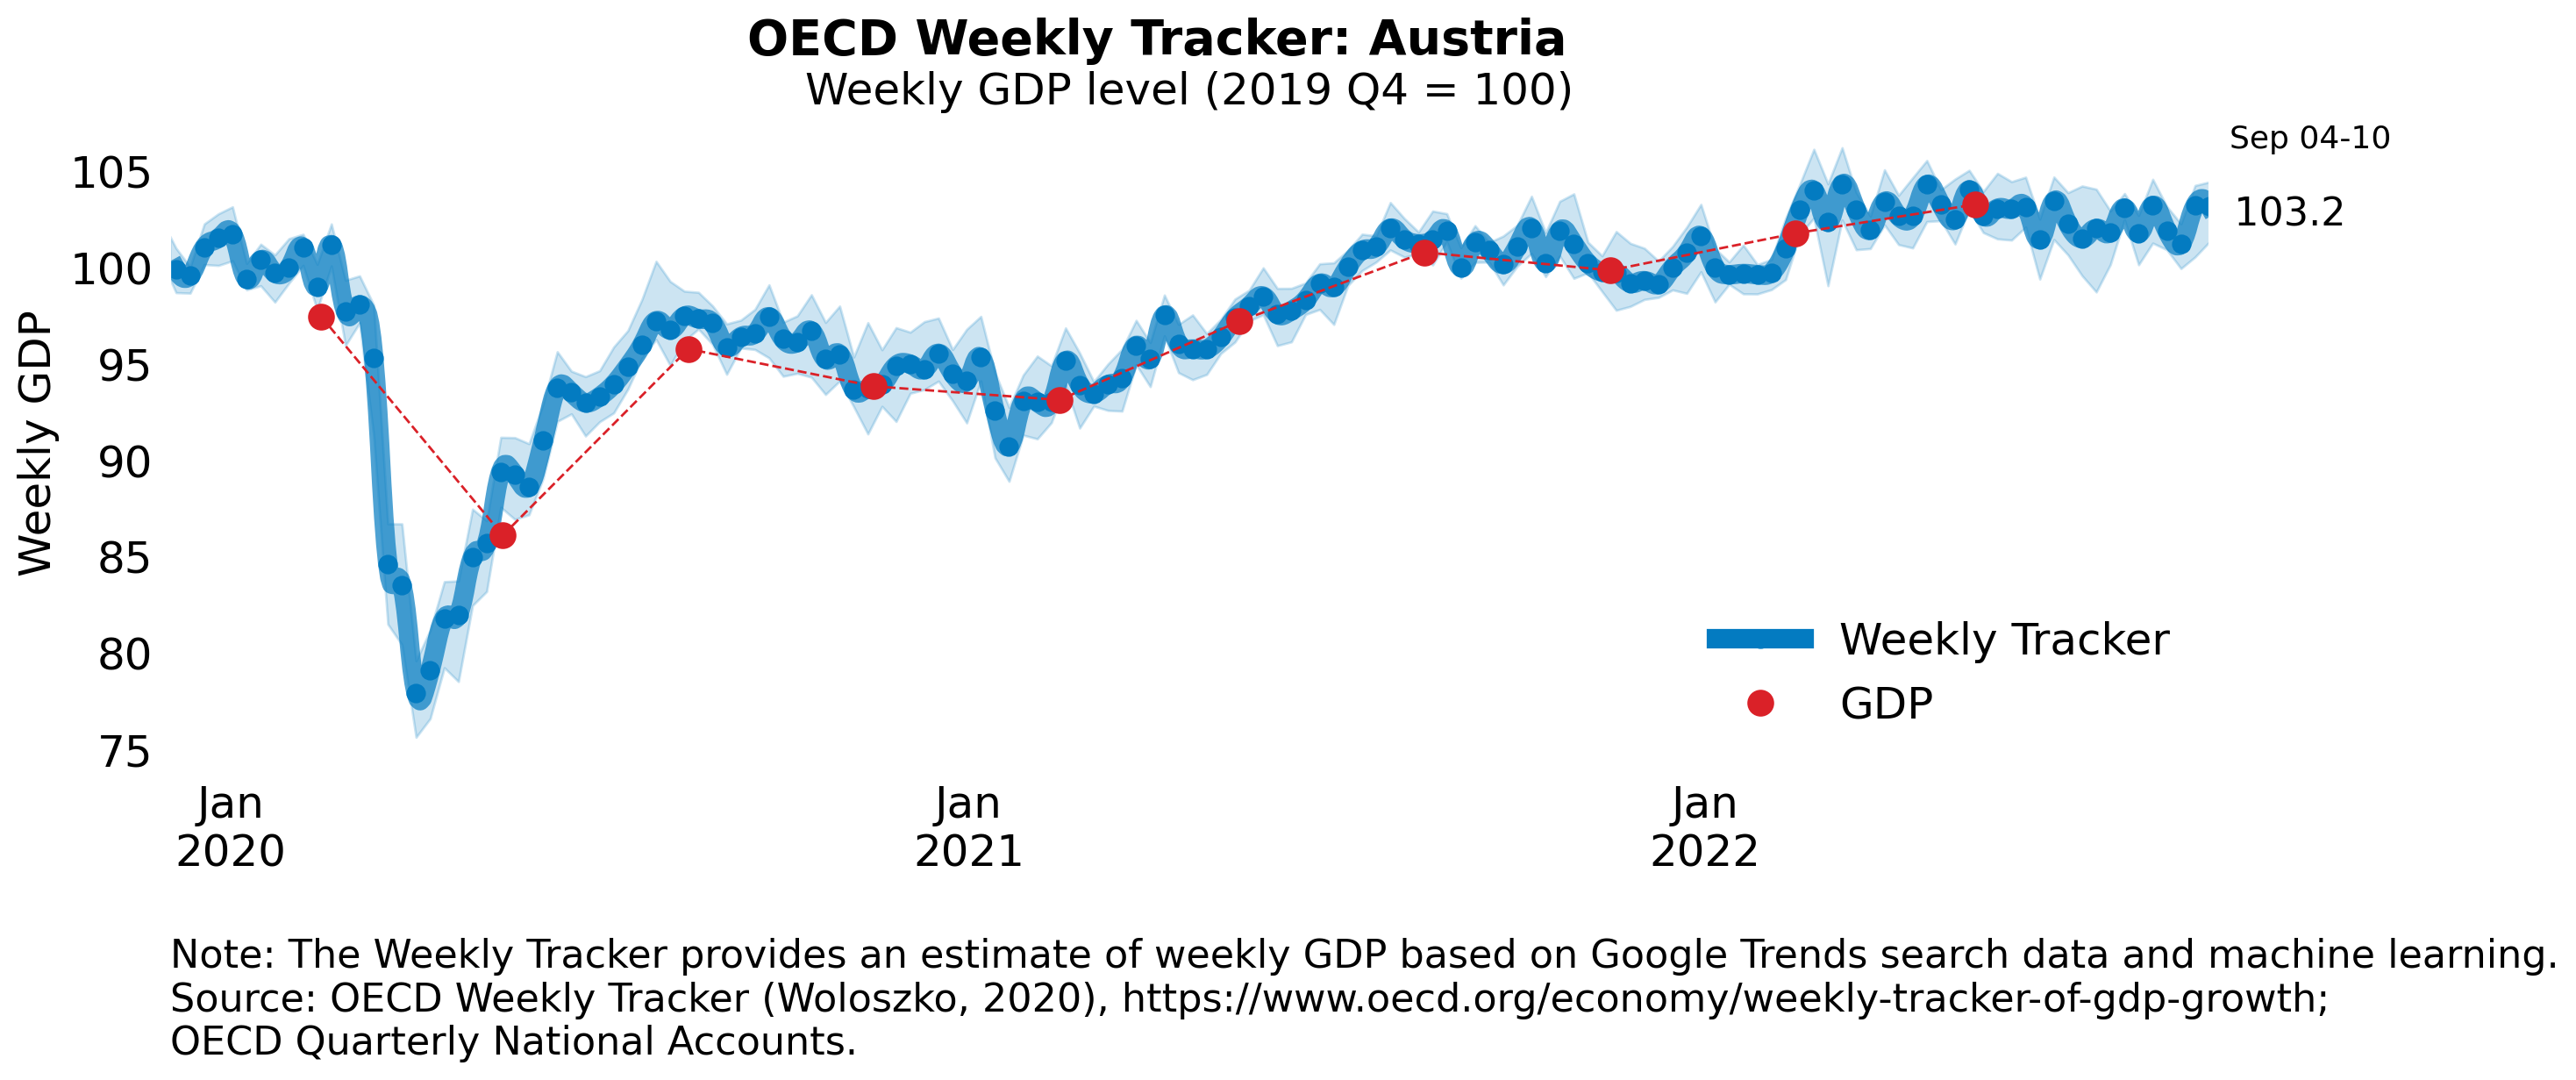 OECD Weekly Tracker: Austria
Weekly GDP level (2019 Q4 = 100)
Sep 04-10
103.2
Weekly GDP
105
100
95
90
85
80
75
Weekly Tracker
GDP
Jan
2020
Jan
2021
Jan
2022
Note: The Weekly Tracker provides an estimate of weekly GDP based on Google Trends search data and machine learning.
Source: OECD Weekly Tracker (Woloszko, 2020), https://www.oecd.org/economy/weekly-tracker-of-gdp-growth;
OECD Quarterly National Accounts.